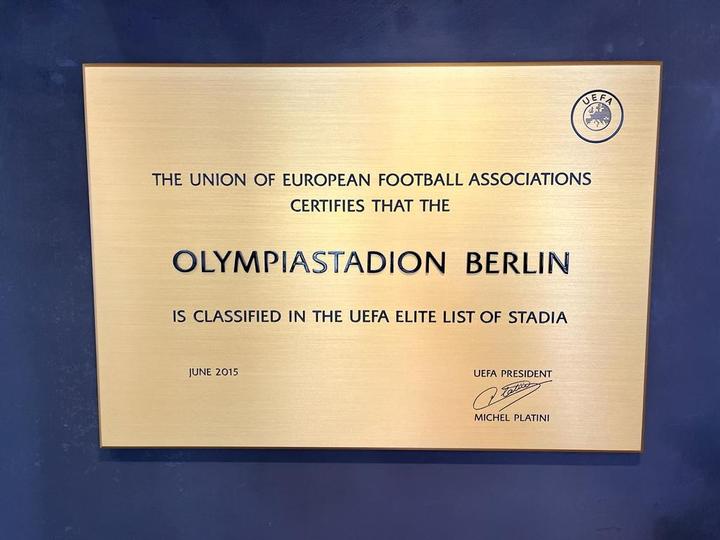 UEFA
THE UNION OF EUROPEAN FOOTBALL ASSOCIATIONS
CERTIFIES THAT THE
OLYMPIASTADION BERLIN
IS CLASSIFIED IN THE UEFA ELITE LIST OF STADIA
JUNE 2015
UEFA PRESIDENT
Platini
MICHEL PLATINI